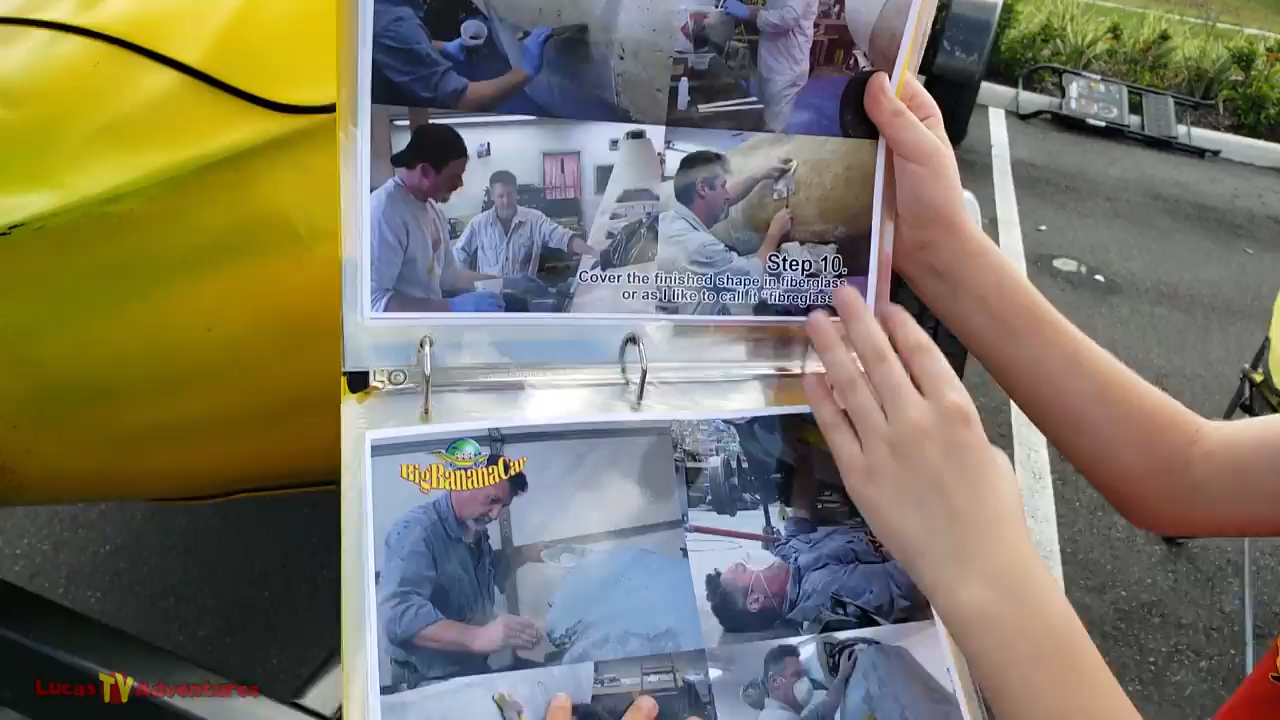 Step 10.
Cover the finished shape in fiberglass
or as I like to call it "fibreglass
BigBananaCar
Lucas TV Adventures